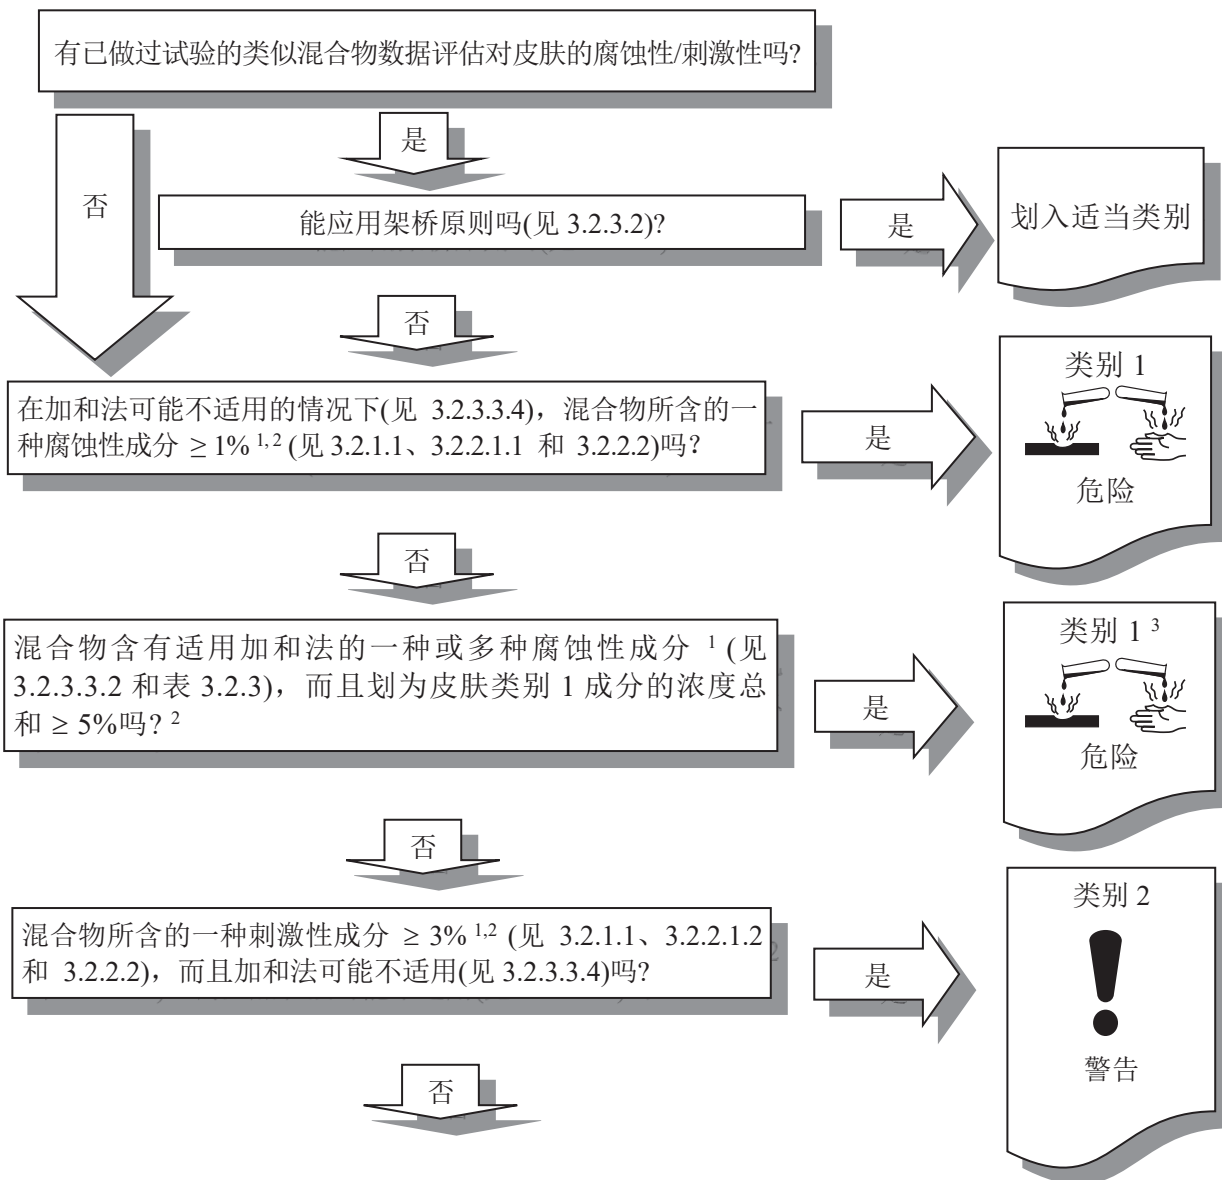 有已做过试验的类似混合物数据评估对皮肤的腐蚀性/刺激性吗?
是
否
能应用架桥原则吗(见 3.2.3.2)?
是
划入适当类别
否
在加和法可能不适用的情况下(见 3.2.3.3.4)，混合物所含的一
种腐蚀性成分 ≥ 1% 1,2 (见 3.2.1.1、3.2.2.1.1 和 3.2.2.2)吗?
是
类别 1
危险
否
混合物含有适用加和法的一种或多种腐蚀性成分 1 (见
3.2.3.3.2 和表 3.2.3)，而且划为皮肤类别 1 成分的浓度总
和 ≥ 5%吗? 2
是
类别 1 3
危险
否
混合物所含的一种刺激性成分 ≥ 3% 1,2 (见 3.2.1.1、3.2.2.1.2
和 3.2.2.2)，而且加和法可能不适用(见 3.2.3.3.4)吗?
是
类别 2
警告
否